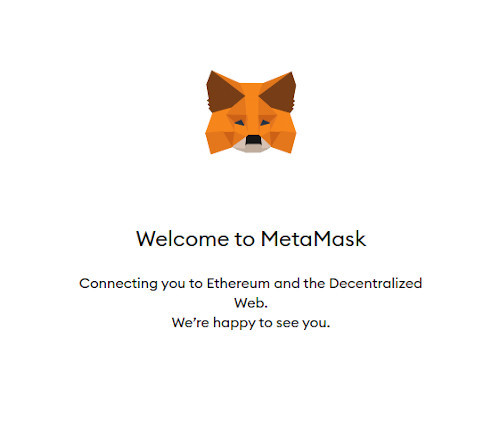 Welcome to MetaMask
Connecting you to Ethereum and the Decentralized
Web.
We’re happy to see you.